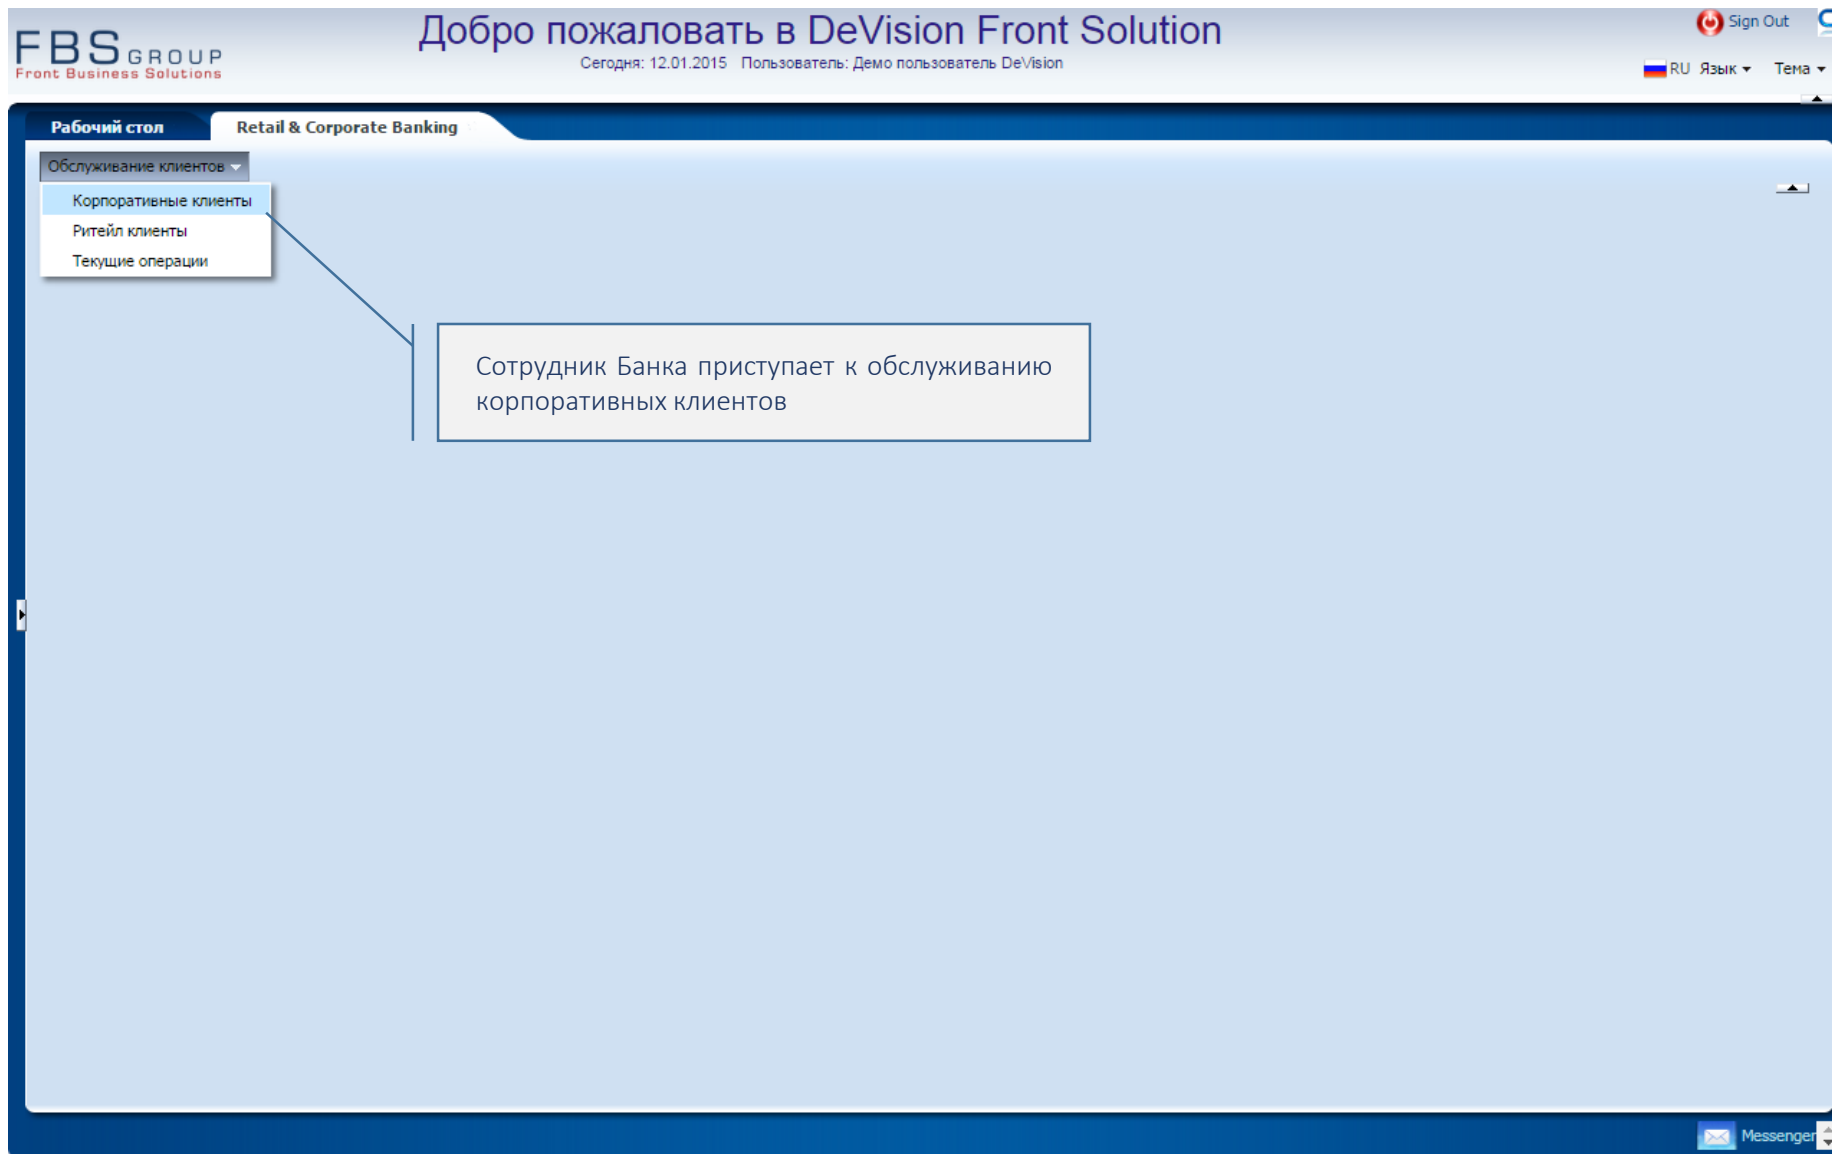 FBS GROUP
Front Business Solutions
Добро пожаловать в DeVision Front Solution
Сегодня: 12.01.2015 Пользователь: Демо пользователь DeVision
Sign Out
RU Язык Тема
Рабочий стол Retail & Corporate Banking
Обслуживание клиентов
Корпоративные клиенты
Ритейл клиенты
Текущие операции
Сотрудник Банка приступает к обслуживанию
корпоративных клиентов
Messenger